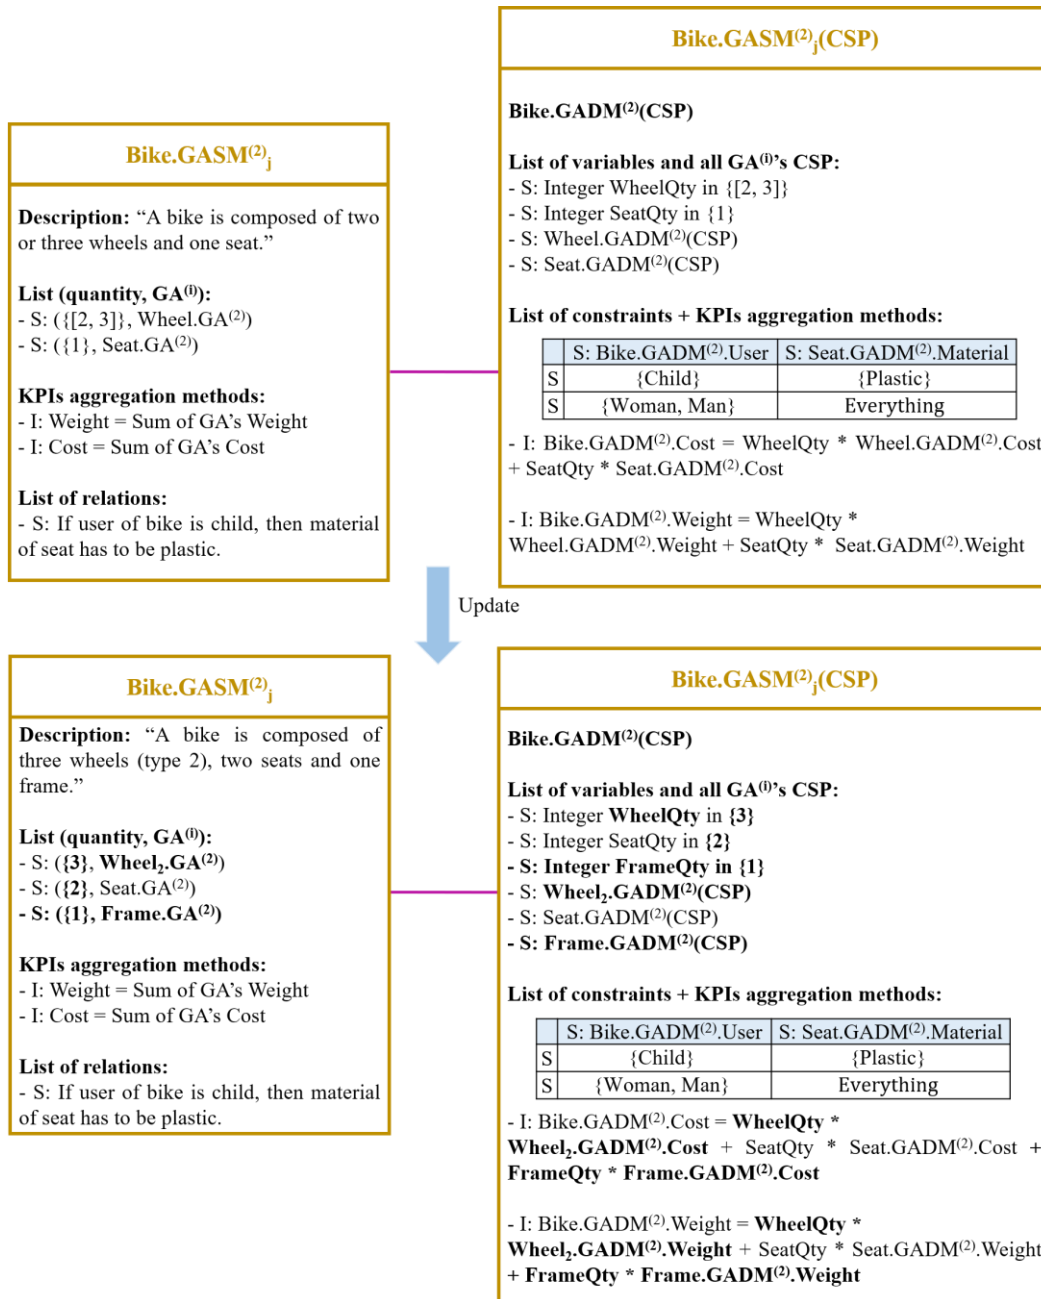 Bike.GASM⁽²⁾ⱼ(CSP)
Bike.GADM⁽²⁾(CSP)
List of variables and all GA⁽ⁱ⁾'s CSP:
- S: Integer WheelQty in {[2, 3]}
- S: Integer SeatQty in {1}
- S: Wheel.GADM⁽²⁾(CSP)
- S: Seat.GADM⁽²⁾(CSP)
List of constraints + KPIs aggregation methods:
S: Bike.GADM⁽²⁾.User S: Seat.GADM⁽²⁾.Material
S {Child} {Plastic}
S {Woman, Man} Everything
- I: Bike.GADM⁽²⁾.Cost = WheelQty * Wheel.GADM⁽²⁾.Cost
+ SeatQty * Seat.GADM⁽²⁾.Cost
- I: Bike.GADM⁽²⁾.Weight = WheelQty *
Wheel.GADM⁽²⁾.Weight + SeatQty * Seat.GADM⁽²⁾.Weight
Bike.GASM⁽²⁾ⱼ
Description: “A bike is composed of two
or three wheels and one seat.”
List (quantity, GA⁽ⁱ⁾):
- S: ({[2, 3]}, Wheel.GA⁽²⁾)
- S: ({1}, Seat.GA⁽²⁾)
KPIs aggregation methods:
- I: Weight = Sum of GA's Weight
- I: Cost = Sum of GA's Cost
List of relations:
- S: If user of bike is child, then material
of seat has to be plastic.
Update
Bike.GASM⁽²⁾ⱼ
Description: “A bike is composed of
three wheels (type 2), two seats and one
frame.”
List (quantity, GA⁽ⁱ⁾):
- S: ({3}, Wheel₂.GA⁽²⁾)
- S: ({2}, Seat.GA⁽²⁾)
- S: ({1}, Frame.GA⁽²⁾)
KPIs aggregation methods:
- I: Weight = Sum of GA's Weight
- I: Cost = Sum of GA's Cost
List of relations:
- S: If user of bike is child, then material
of seat has to be plastic.
Bike.GASM⁽²⁾ⱼ(CSP)
Bike.GADM⁽²⁾(CSP)
List of variables and all GA⁽ⁱ⁾'s CSP:
- S: Integer WheelQty in {3}
- S: Integer SeatQty in {2}
- S: Integer FrameQty in {1}
- S: Wheel₂.GADM⁽²⁾(CSP)
- S: Seat.GADM⁽²⁾(CSP)
- S: Frame.GADM⁽²⁾(CSP)
List of constraints + KPIs aggregation methods:
S: Bike.GADM⁽²⁾.User S: Seat.GADM⁽²⁾.Material
S {Child} {Plastic}
S {Woman, Man} Everything
- I: Bike.GADM⁽²⁾.Cost = WheelQty *
Wheel₂.GADM⁽²⁾.Cost + SeatQty * Seat.GADM⁽²⁾.Cost +
FrameQty * Frame.GADM⁽²⁾.Cost
- I: Bike.GADM⁽²⁾.Weight = WheelQty *
Wheel₂.GADM⁽²⁾.Weight + SeatQty * Seat.GADM⁽²⁾.Weight
+ FrameQty * Frame.GADM⁽²⁾.Weight